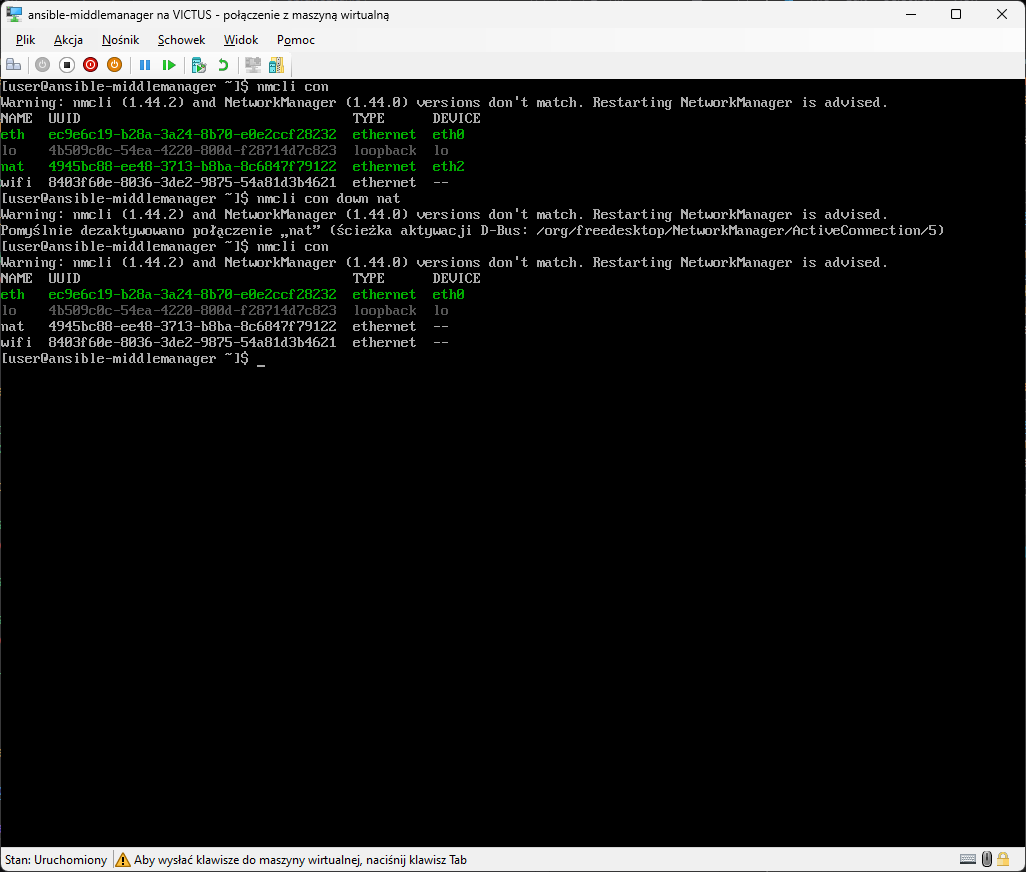 ansible-middlemanager na VICTUS - połączenie z maszyną wirtualną
Plik Akcja Nośnik Schowek Widok Pomoc
[user@ansible-middlemanager ~]$ nmcli con
Warning: nmcli (1.44.2) and NetworkManager (1.44.0) versions don't match. Restarting NetworkManager is advised.
NAME  UUID                                  TYPE      DEVICE
eth   ec9e6c19-b28a-3a24-8b70-e0e2ccf28232  ethernet  eth0
lo    4b509c0c-54ea-4220-800d-f28714d7c823  loopback  lo
nat   4945bc88-ee48-3713-b8ba-8c6847f79122  ethernet  eth2
wifi  8403f60e-8036-3de2-9875-54a81d3b4621  ethernet  --
[user@ansible-middlemanager ~]$ nmcli con down nat
Warning: nmcli (1.44.2) and NetworkManager (1.44.0) versions don't match. Restarting NetworkManager is advised.
Pomyślnie dezaktywowano połączenie „nat” (ścieżka aktywacji D-Bus: /org/freedesktop/NetworkManager/ActiveConnection/5)
[user@ansible-middlemanager ~]$ nmcli con
Warning: nmcli (1.44.2) and NetworkManager (1.44.0) versions don't match. Restarting NetworkManager is advised.
NAME  UUID                                  TYPE      DEVICE
eth   ec9e6c19-b28a-3a24-8b70-e0e2ccf28232  ethernet  eth0
lo    4b509c0c-54ea-4220-800d-f28714d7c823  loopback  lo
nat   4945bc88-ee48-3713-b8ba-8c6847f79122  ethernet  --
wifi  8403f60e-8036-3de2-9875-54a81d3b4621  ethernet  --
[user@ansible-middlemanager ~]$ _
Stan: Uruchomiony Aby wysłać klawisze do maszyny wirtualnej, naciśnij klawisz Tab